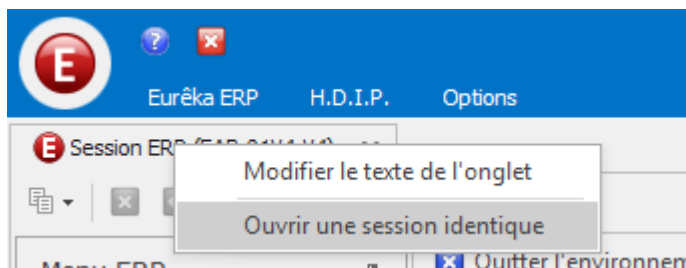 E
Eurêka ERP H.D.I.P. Options
E Session ERP
Modifier le texte de l'onglet
Ouvrir une session identique
Menu ERP
Quitter l'environnem